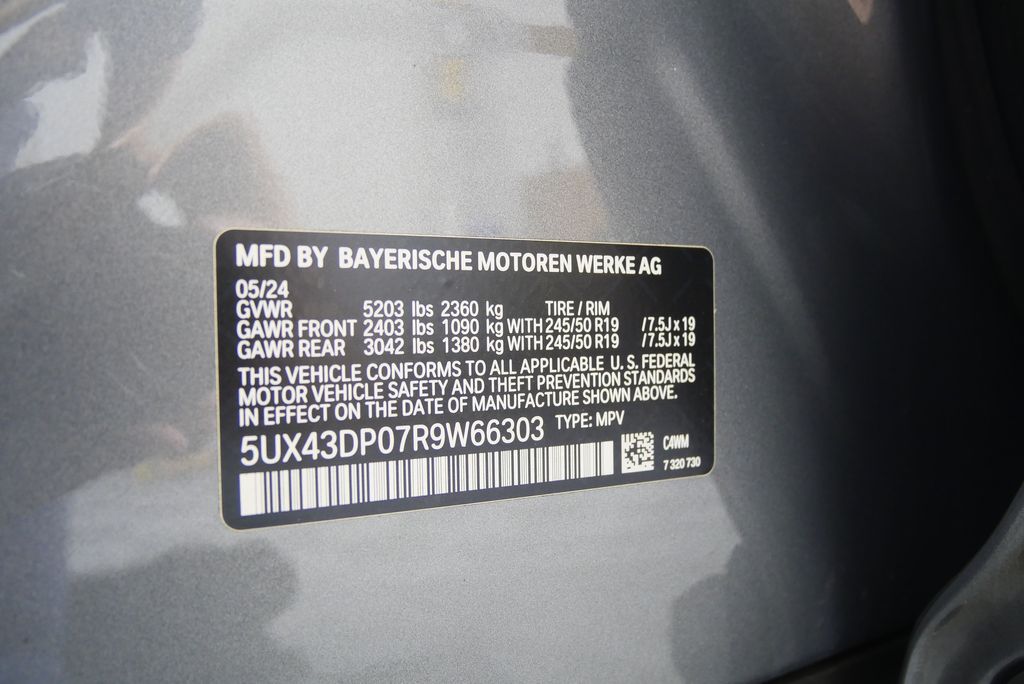 MFD BY BAYERISCHE MOTOREN WERKE AG
05/24
GVWR 5203 lbs 2360 kg TIRE / RIM
GAWR FRONT 2403 lbs 1090 kg WITH 245/50 R19 /7.5J x 19
GAWR REAR 3042 lbs 1380 kg WITH 245/50 R19 /7.5J x 19
THIS VEHICLE CONFORMS TO ALL APPLICABLE U.S. FEDERAL
MOTOR VEHICLE SAFETY AND THEFT PREVENTION STANDARDS
IN EFFECT ON THE DATE OF MANUFACTURE SHOWN ABOVE.
5UX43DP07R9W66303 TYPE: MPV
C4WM
7 320 730